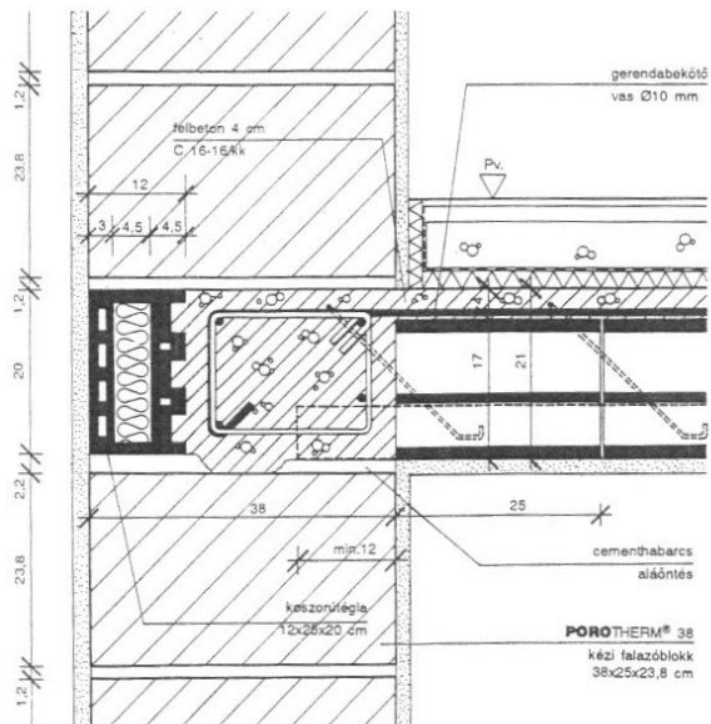 gerendabekötő
vas Ø10 mm
felbeton 4 cm
C 16-16/kk
Pv.
12
3
4,5
4,5
1,2
23,8
1,2
20
2,2
23,8
1,2
4
17
21
38
25
min.12
cementhabarcs
aláöntés
koszorútégla
12x25x20 cm
POROTHERM® 38
kézi falazóblokk
38x25x23,8 cm